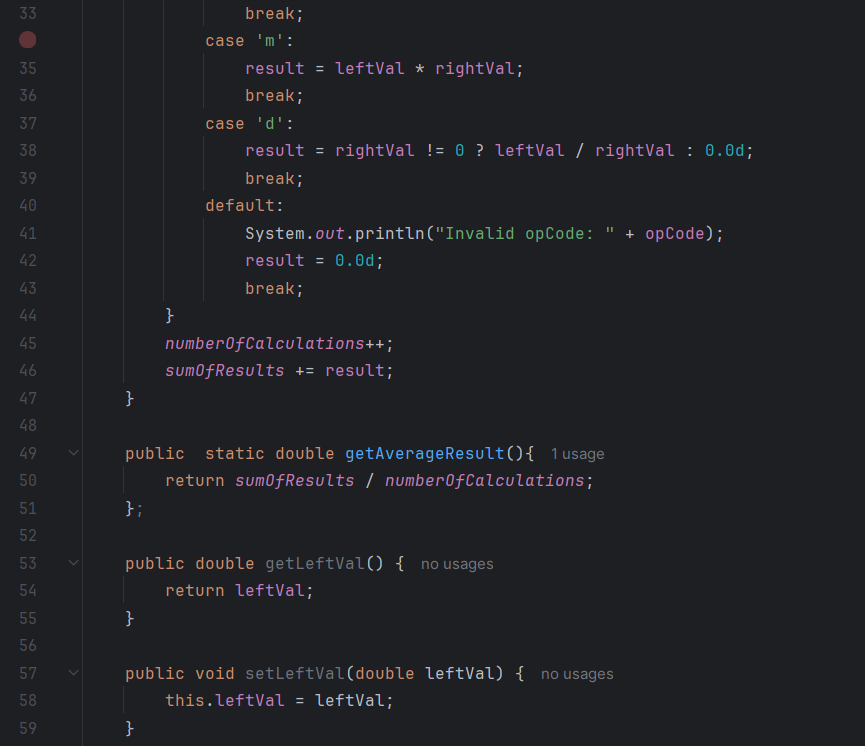 33                     break;
                   case 'm':
35                     result = leftVal * rightVal;
36                     break;
37                 case 'd':
38                     result = rightVal != 0 ? leftVal / rightVal : 0.0d;
39                     break;
40                 default:
41                     System.out.println("Invalid opCode: " + opCode);
42                     result = 0.0d;
43                     break;
44             }
45             numberOfCalculations++;
46             sumOfResults += result;
47         }
48
49         public  static double getAverageResult(){  1 usage
50             return sumOfResults / numberOfCalculations;
51         };
52
53         public double getLeftVal() {  no usages
54             return leftVal;
55         }
56
57         public void setLeftVal(double leftVal) {  no usages
58             this.leftVal = leftVal;
59         }